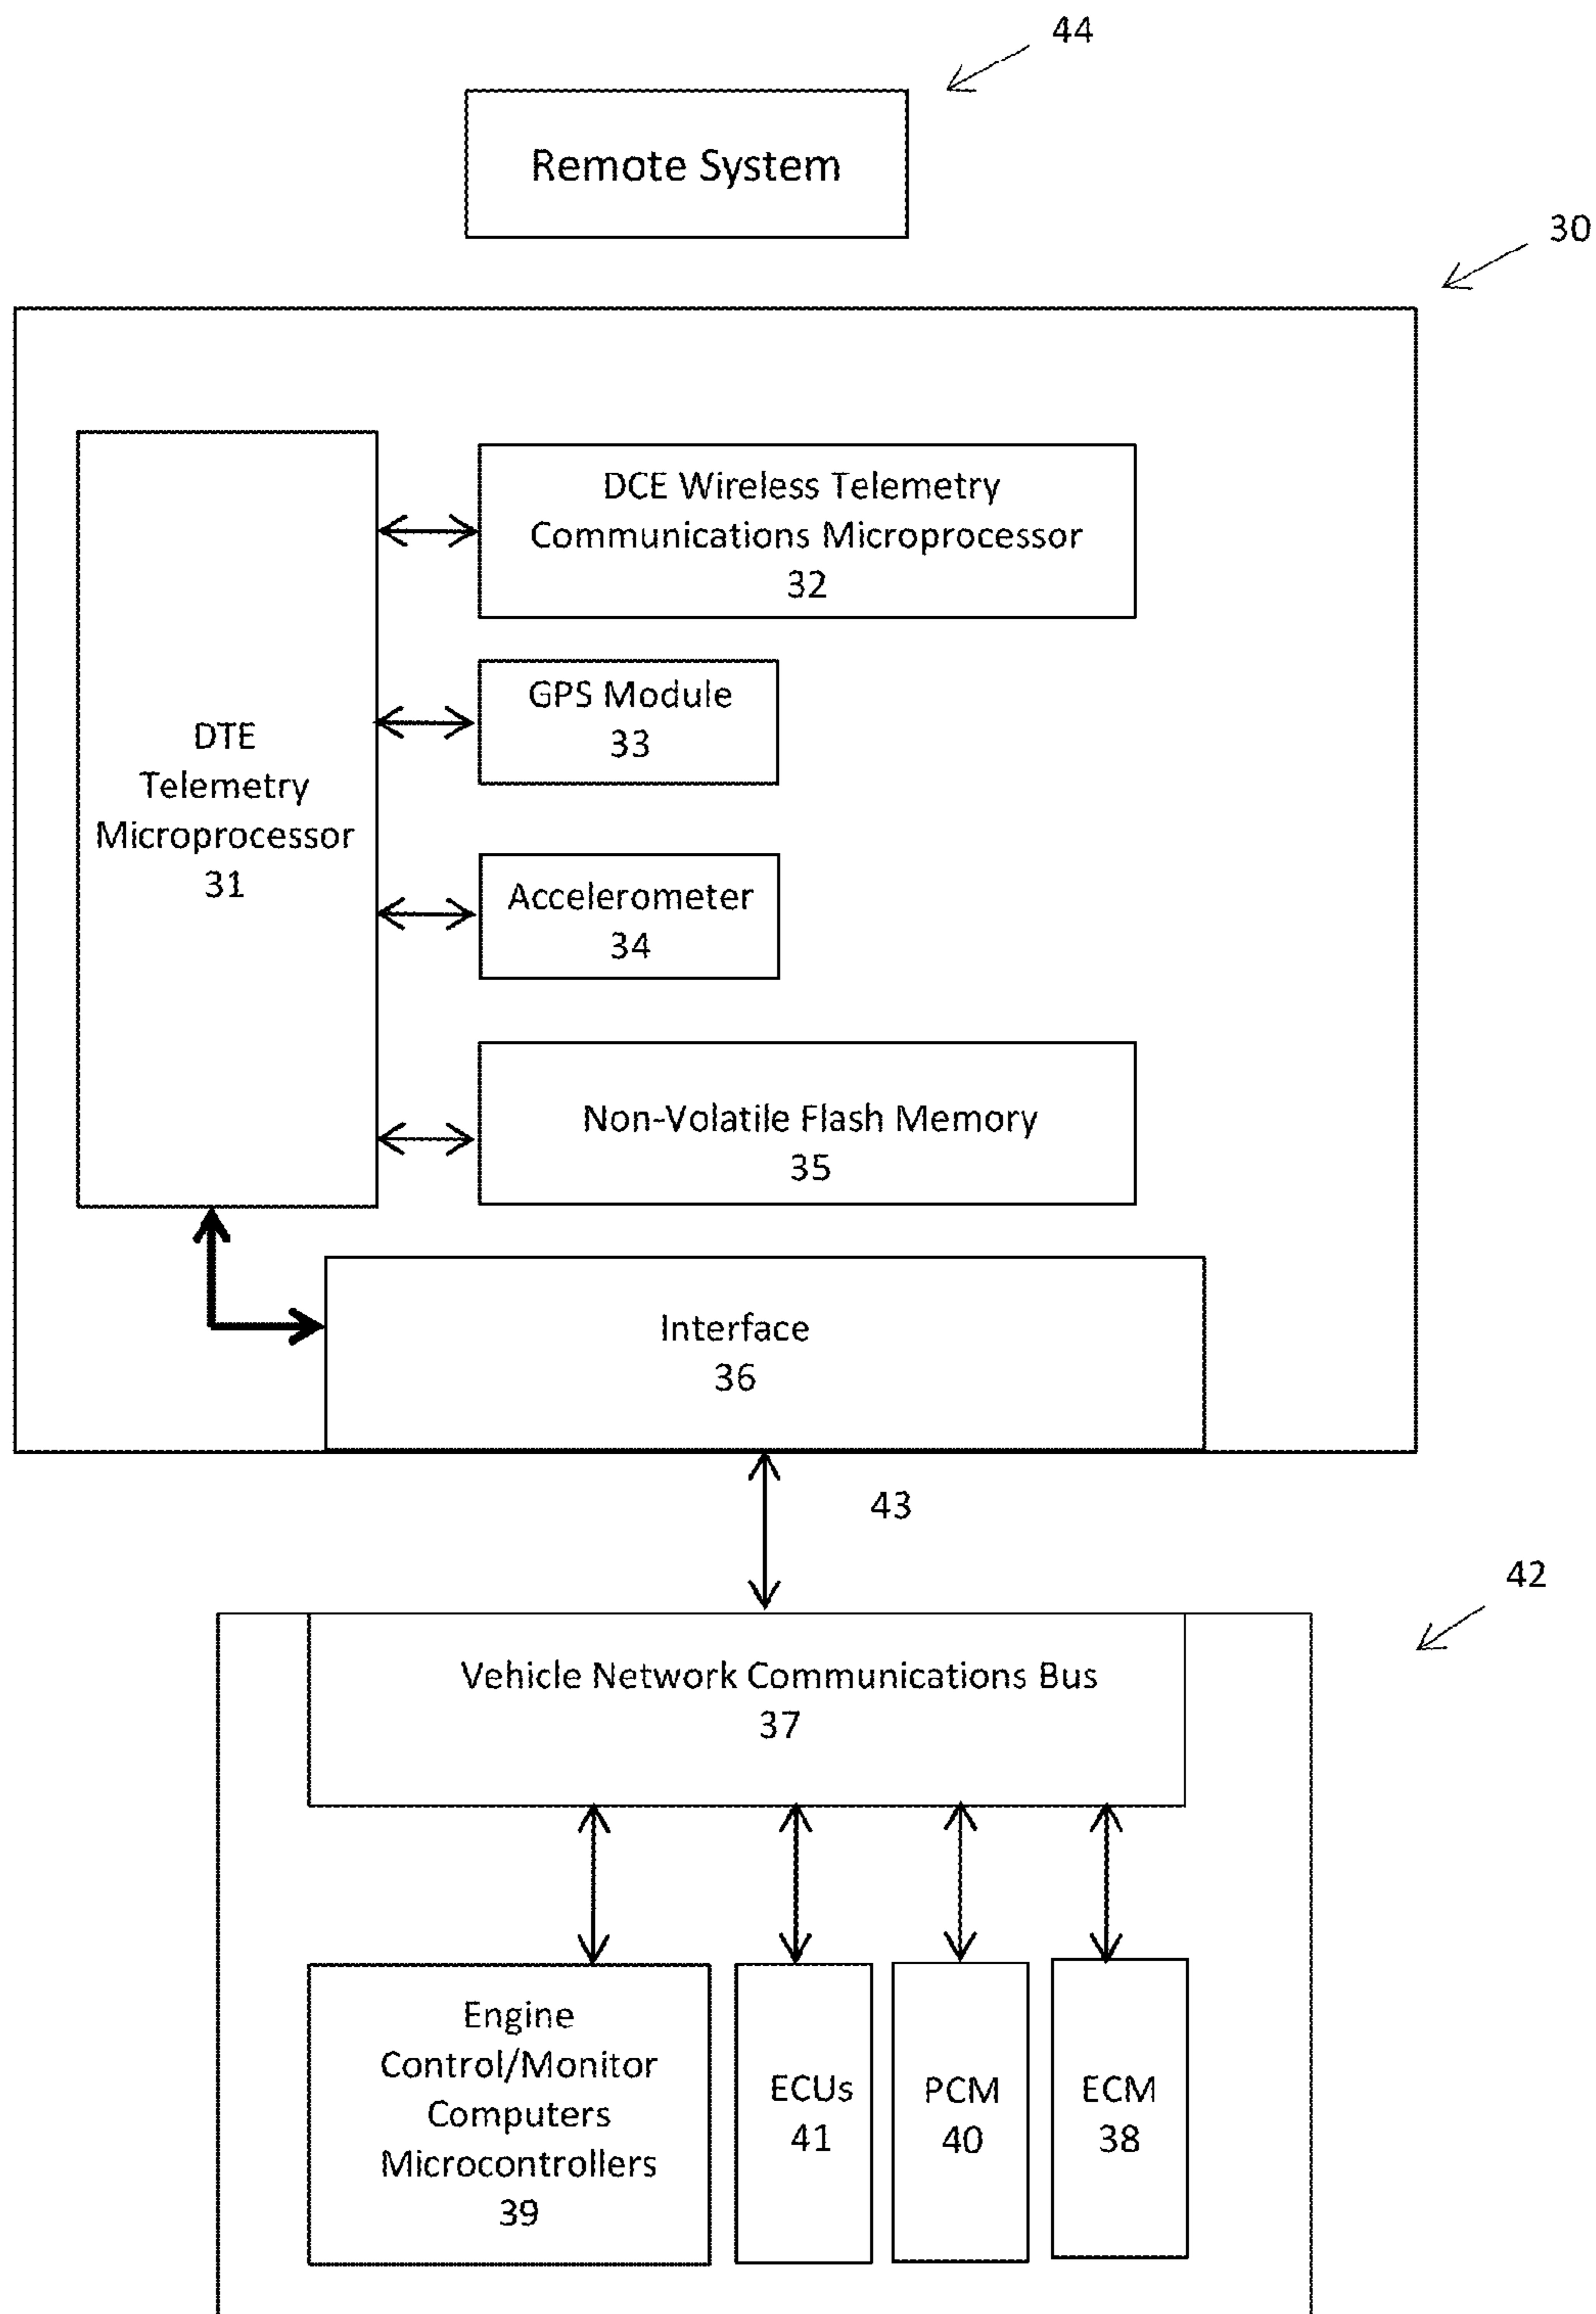 44
Remote System
30
DCE Wireless Telemetry
Communications Microprocessor
32
GPS Module
33
DTE
Telemetry
Microprocessor
31
Accelerometer
34
Non-Volatile Flash Memory
35
Interface
36
43
42
Vehicle Network Communications Bus
37
Engine
Control/Monitor
Computers
Microcontrollers
39
ECUs
41
PCM
40
ECM
38